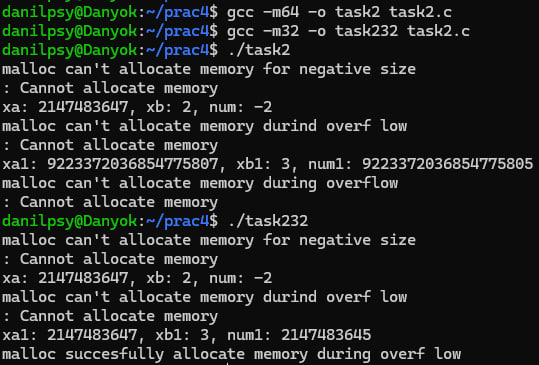 danilpsy@Danyok:~/prac4$ gcc -m64 -o task2 task2.c
danilpsy@Danyok:~/prac4$ gcc -m32 -o task232 task2.c
danilpsy@Danyok:~/prac4$ ./task2
malloc can't allocate memory for negative size
: Cannot allocate memory
xa: 2147483647, xb: 2, num: -2
malloc can't allocate memory durind overf low
: Cannot allocate memory
xa1: 9223372036854775807, xb1: 3, num1: 9223372036854775805
malloc can't allocate memory during overflow
: Cannot allocate memory
danilpsy@Danyok:~/prac4$ ./task232
malloc can't allocate memory for negative size
: Cannot allocate memory
xa: 2147483647, xb: 2, num: -2
malloc can't allocate memory durind overf low
: Cannot allocate memory
xa1: 2147483647, xb1: 3, num1: 2147483645
malloc succesfully allocate memory during overf low